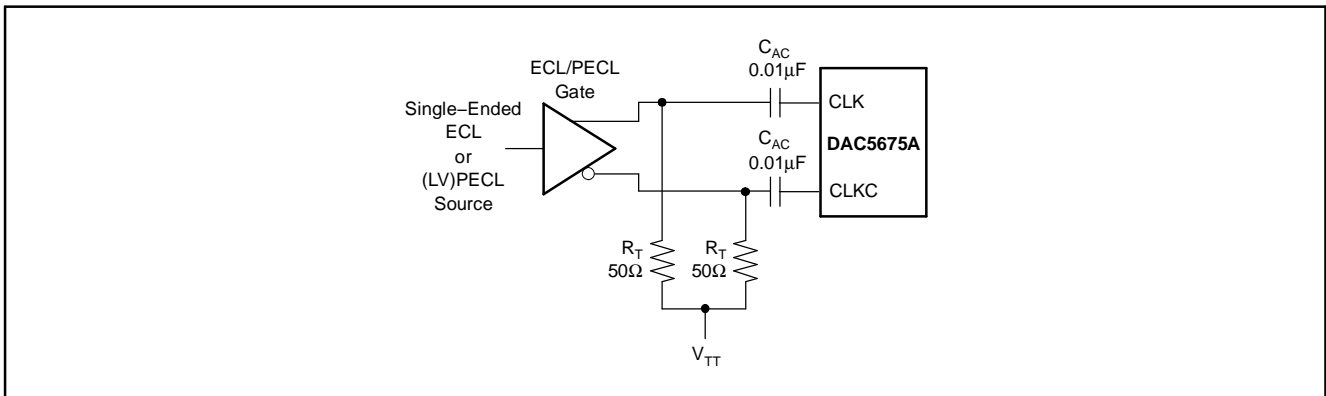 C_AC
0.01μF
ECL/PECL
Gate
Single–Ended
ECL
or
(LV)PECL
Source
CLK
C_AC
0.01μF
DAC5675A
CLKC
R_T
50Ω
R_T
50Ω
V_TT